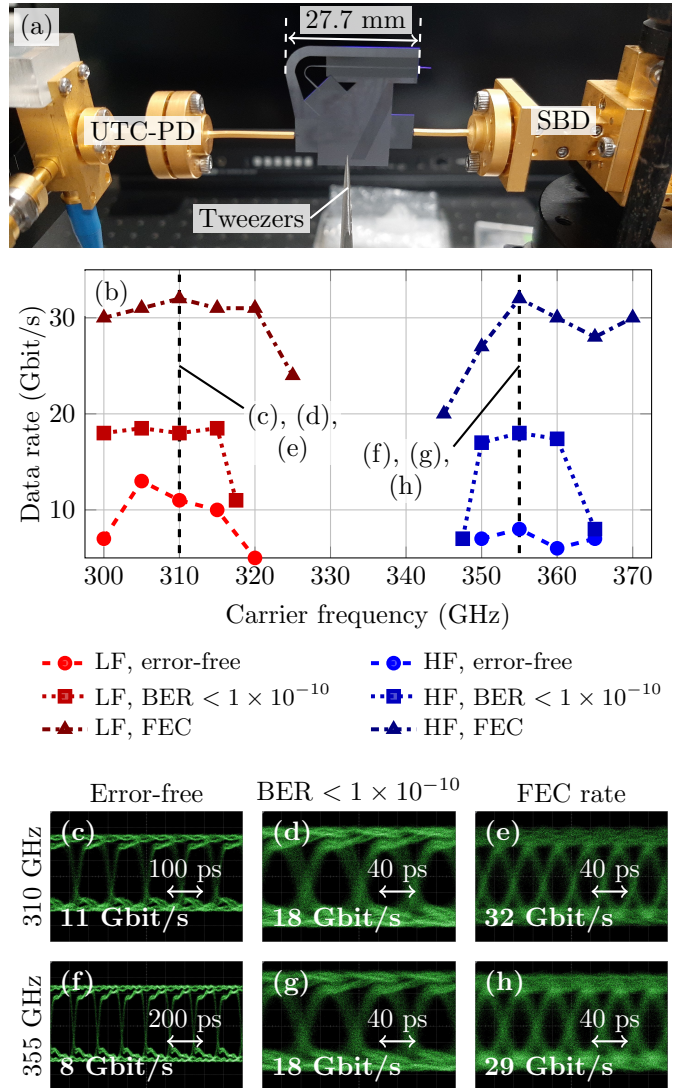 (a)
27.7 mm
UTC-PD
SBD
Tweezers
(b)
Data rate (Gbit/s)
30
20
10
(c), (d),
(e)
(f), (g),
(h)
300 310 320 330 340 350 360 370
Carrier frequency (GHz)
LF, error-free
HF, error-free
LF, BER < 1 × 10⁻¹⁰
HF, BER < 1 × 10⁻¹⁰
LF, FEC
HF, FEC
Error-free
BER < 1 × 10⁻¹⁰
FEC rate
310 GHz
(c)
100 ps
11 Gbit/s
(d)
40 ps
18 Gbit/s
(e)
40 ps
32 Gbit/s
355 GHz
(f)
200 ps
8 Gbit/s
(g)
40 ps
18 Gbit/s
(h)
40 ps
29 Gbit/s